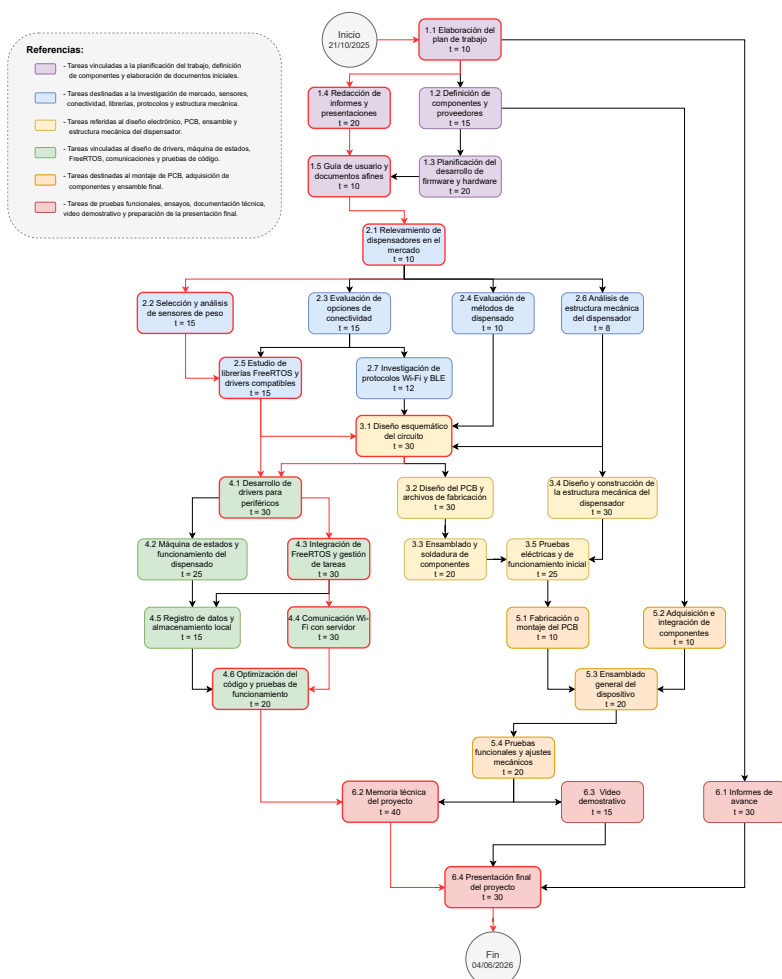 Inicio
21/10/2025
1.1 Elaboración del
plan de trabajo
t = 10
Referencias:
- Tareas vinculadas a la planificación del trabajo, definición
de componentes y elaboración de documentos iniciales.
- Tareas destinadas a la investigación de mercado, sensores,
conectividad, librerías, protocolos y estructura mecánica.
- Tareas referidas al diseño electrónico, PCB, ensamble y
estructura mecánica del dispensador.
- Tareas vinculadas al diseño de drivers, máquina de estados,
FreeRTOS, comunicaciones y pruebas de código.
- Tareas destinadas al montaje de PCB, adquisición de
componentes y ensamble final.
- Tareas de pruebas funcionales, ensayos, documentación técnica,
video demostrativo y preparación de la presentación final.
1.4 Redacción de
informes y
presentaciones
t = 20
1.2 Definición de
componentes y
proveedores
t = 15
1.5 Guía de usuario y
documentos afines
t = 10
1.3 Planificación del
desarrollo de
firmware y hardware
t = 20
2.1 Relevamiento de
dispensadores en el
mercado
t = 10
2.2 Selección y análisis
de sensores de peso
t = 15
2.3 Evaluación de
opciones de
conectividad
t = 15
2.4 Evaluación de
métodos de
dispensado
t = 10
2.6 Análisis de
estructura mecánica
del dispensador
t = 8
2.5 Estudio de
librerías FreeRTOS y
drivers compatibles
t = 15
2.7 Investigación de
protocolos Wi-Fi y BLE
t = 12
3.1 Diseño esquemático
del circuito
t = 30
4.1 Desarrollo de
drivers para
periféricos
t = 30
3.2 Diseño del PCB y
archivos de fabricación
t = 30
3.4 Diseño y construcción de
la estructura mecánica del
dispensador
t = 30
4.2 Máquina de estados y
funcionamiento del
dispensado
t = 25
4.3 Integración de
FreeRTOS y gestión de
tareas
t = 30
3.3 Ensamblado y
soldadura de
componentes
t = 20
3.5 Pruebas
eléctricas y de
funcionamiento inicial
t = 25
4.5 Registro de datos y
almacenamiento local
t = 15
4.4 Comunicación Wi-
Fi con servidor
t = 30
5.1 Fabricación o
montaje del PCB
t = 10
5.2 Adquisición e
integración de
componentes
t = 10
4.6 Optimización del
código y pruebas de
funcionamiento
t = 20
5.3 Ensamblado
general del
dispositivo
t = 20
5.4 Pruebas
funcionales y ajustes
mecánicos
t = 20
6.2 Memoria técnica
del proyecto
t = 40
6.3 Video
demostrativo
t = 15
6.1 Informes de
avance
t = 30
6.4 Presentación final
del proyecto
t = 30
Fin
04/06/2026